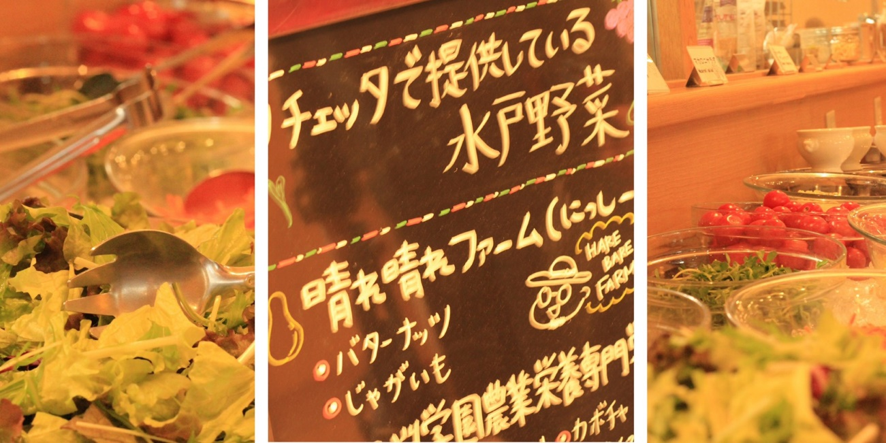 チェッタで提供している
水戸野菜
晴れ晴れファーム(にっしー
HARE
BARE
FARM
バターナッツ
じゃがいも
学園農業栄養専門学
カボチャ